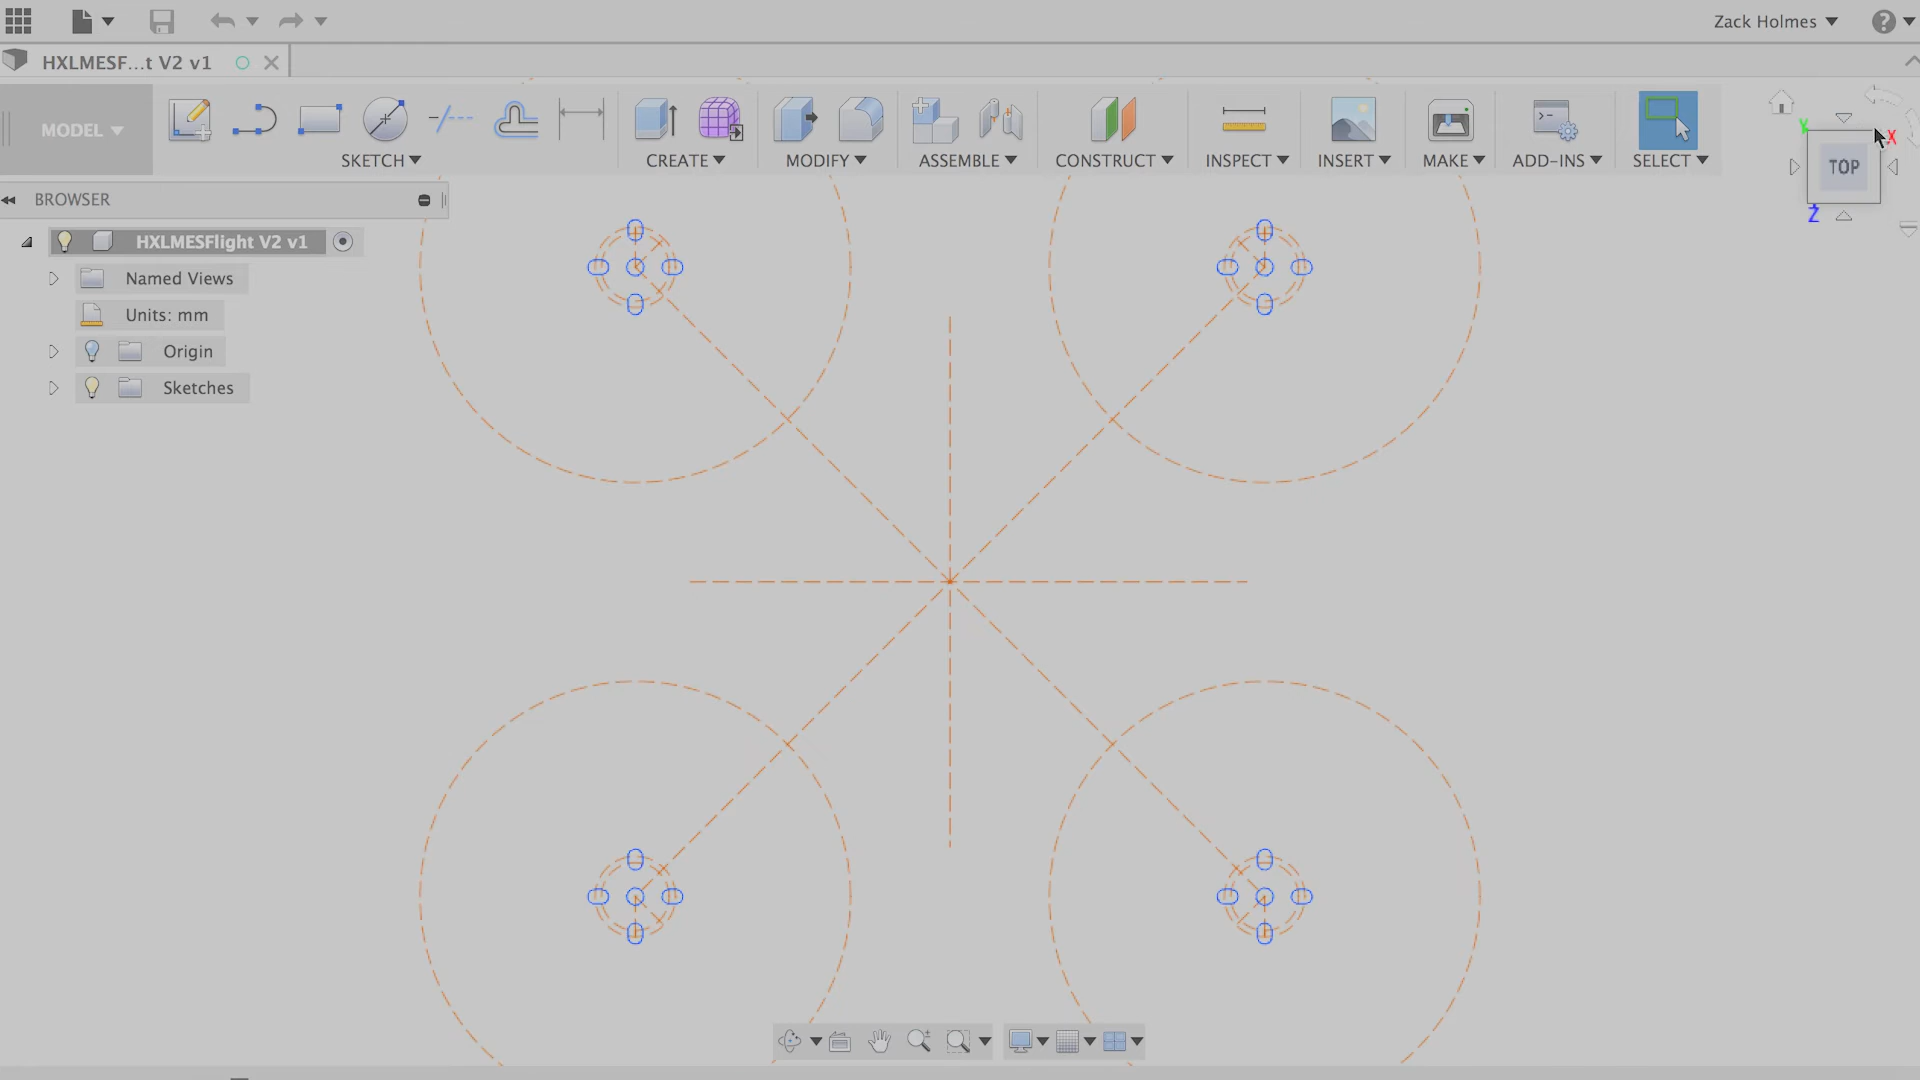 Zack Holmes
HXLMESF...t V2 v1
MODEL
SKETCH
CREATE
MODIFY
ASSEMBLE
CONSTRUCT
INSPECT
INSERT
MAKE
ADD-INS
SELECT
Y
X
TOP
Z
BROWSER
HXLMESFlight V2 v1
Named Views
Units: mm
Origin
Sketches